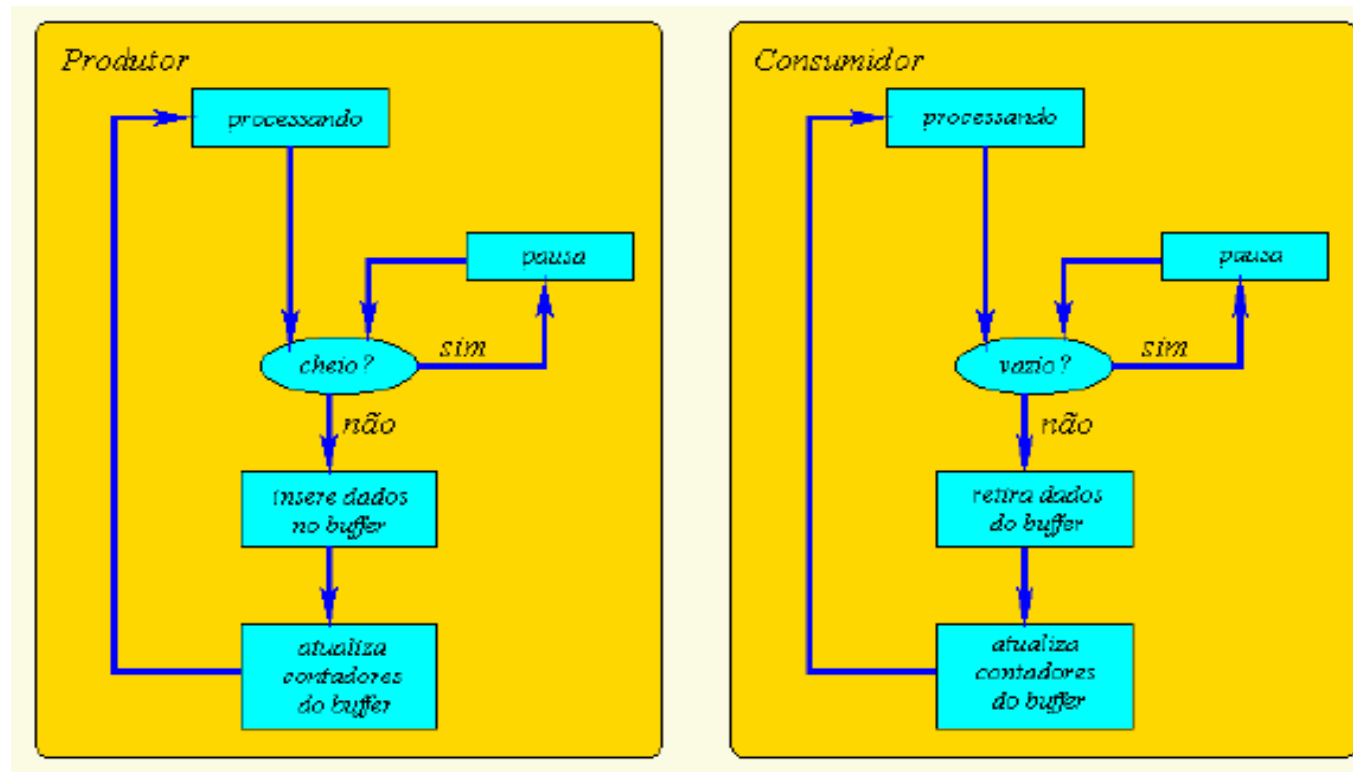 Produtor
processando
pausa
cheio?
sim
não
insere dados
no buffer
atualiza
contadores
do buffer
Consumidor
processando
pausa
vazio?
sim
não
retira dados
do buffer
atualiza
contadores
do buffer